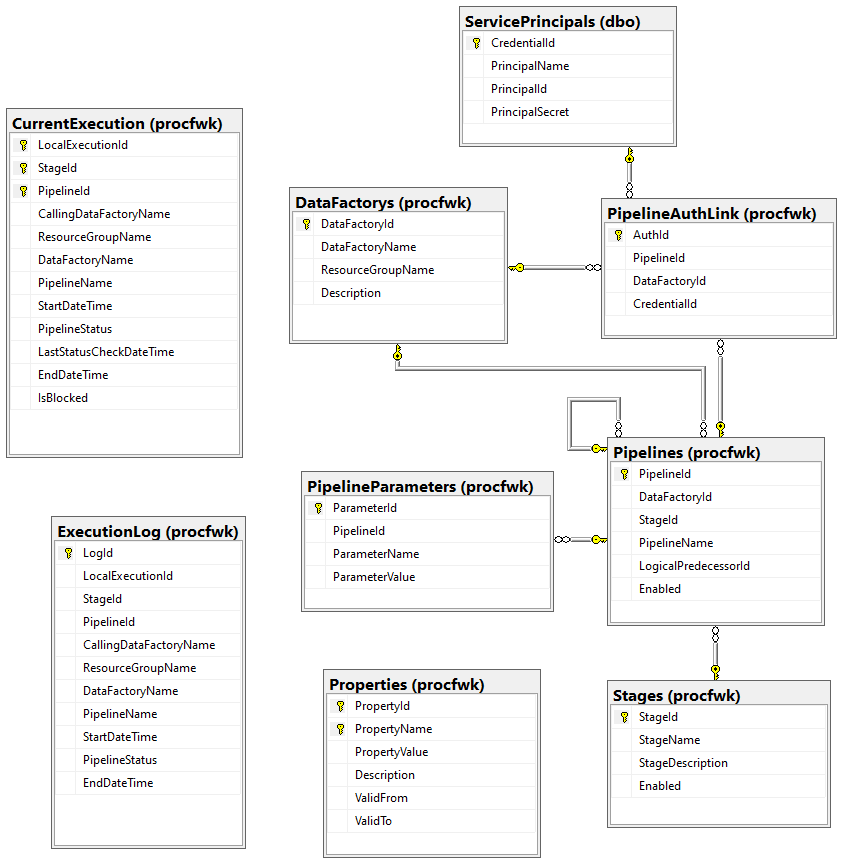 ServicePrincipals (dbo)
CredentialId
PrincipalName
PrincipalId
PrincipalSecret
CurrentExecution (procfwk)
LocalExecutionId
StageId
PipelineId
CallingDataFactoryName
ResourceGroupName
DataFactoryName
PipelineName
StartDateTime
PipelineStatus
LastStatusCheckDateTime
EndDateTime
IsBlocked
DataFactorys (procfwk)
DataFactoryId
DataFactoryName
ResourceGroupName
Description
PipelineAuthLink (procfwk)
AuthId
PipelineId
DataFactoryId
CredentialId
Pipelines (procfwk)
PipelineId
DataFactoryId
StageId
PipelineName
LogicalPredecessorId
Enabled
PipelineParameters (procfwk)
ParameterId
PipelineId
ParameterName
ParameterValue
ExecutionLog (procfwk)
LogId
LocalExecutionId
StageId
PipelineId
CallingDataFactoryName
ResourceGroupName
DataFactoryName
PipelineName
StartDateTime
PipelineStatus
EndDateTime
Properties (procfwk)
PropertyId
PropertyName
PropertyValue
Description
ValidFrom
ValidTo
Stages (procfwk)
StageId
StageName
StageDescription
Enabled